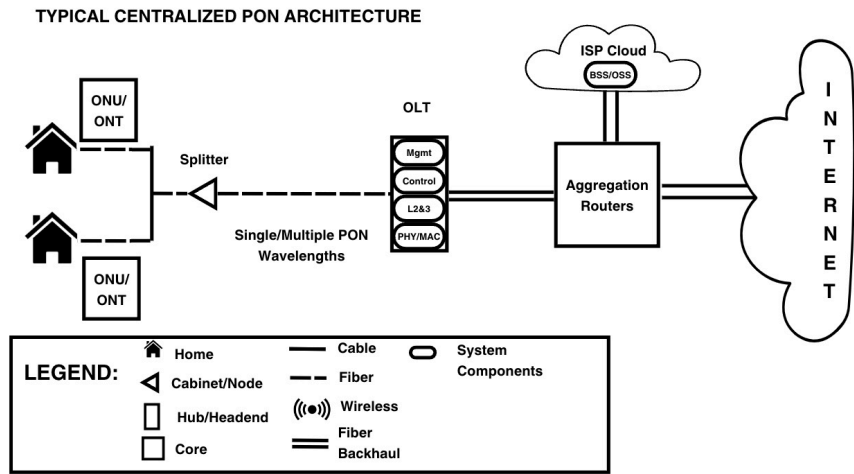 TYPICAL CENTRALIZED PON ARCHITECTURE
ISP Cloud
BSS/OSS
ONU/
ONT
OLT
Splitter
Mgmt
Control
L2&3
PHY/MAC
Aggregation
Routers
INTERNET
Single/Multiple PON
Wavelengths
ONU/
ONT
LEGEND:
Home
Cabinet/Node
Hub/Headend
Core
Cable
Fiber
Wireless
Fiber
Backhaul
System
Components